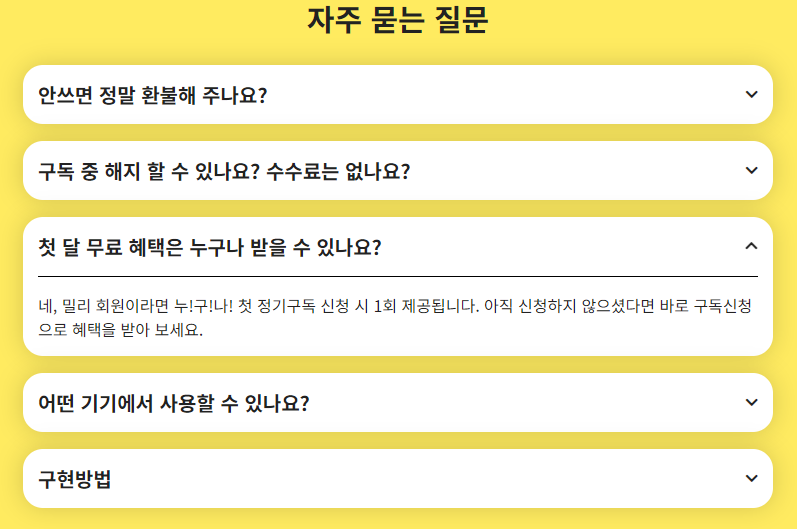 자주 묻는 질문
안쓰면 정말 환불해 주나요?
구독 중 해지 할 수 있나요? 수수료는 없나요?
첫 달 무료 혜택은 누구나 받을 수 있나요?
네, 밀리 회원이라면 누!구!나! 첫 정기구독 신청 시 1회 제공됩니다. 아직 신청하지 않으셨다면 바로 구독신청
으로 혜택을 받아 보세요.
어떤 기기에서 사용할 수 있나요?
구현방법